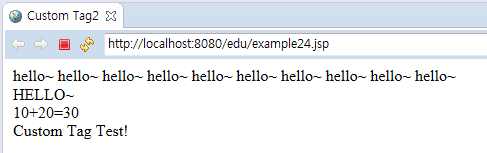 Custom Tag2
http://localhost:8080/edu/example24.jsp
hello~ hello~ hello~ hello~ hello~ hello~ hello~ hello~ hello~ hello~
HELLO~
10+20=30
Custom Tag Test!